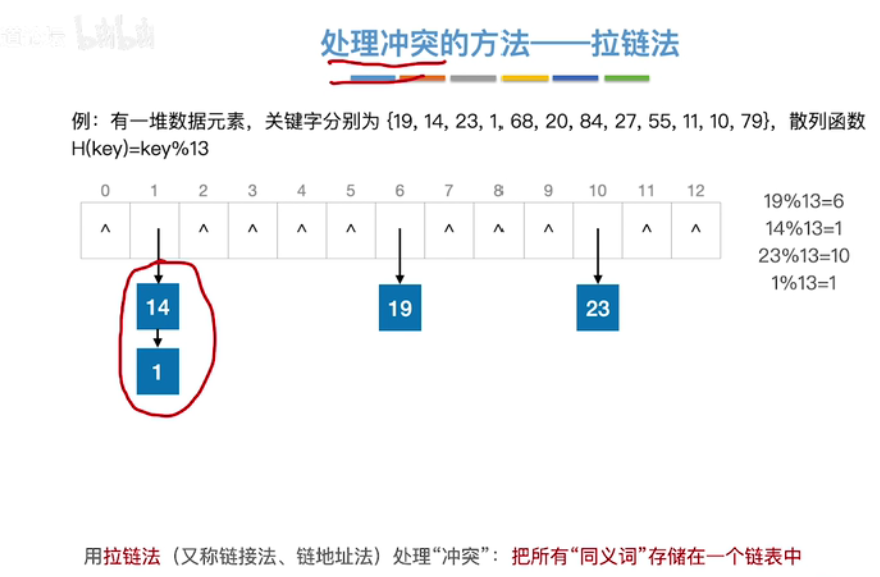 bilibili
处理冲突的方法——拉链法
例：有一堆数据元素，关键字分别为 {19, 14, 23, 1, 68, 20, 84, 27, 55, 11, 10, 79}，散列函数
H(key)=key%13
0 1 2 3 4 5 6 7 8 9 10 11 12
^ ^ ^ ^ ^ ^ ^ ^ ^ ^
19%13=6
14%13=1
23%13=10
1%13=1
14 19 23
1
用拉链法（又称链接法、链地址法）处理“冲突”：把所有“同义词”存储在一个链表中